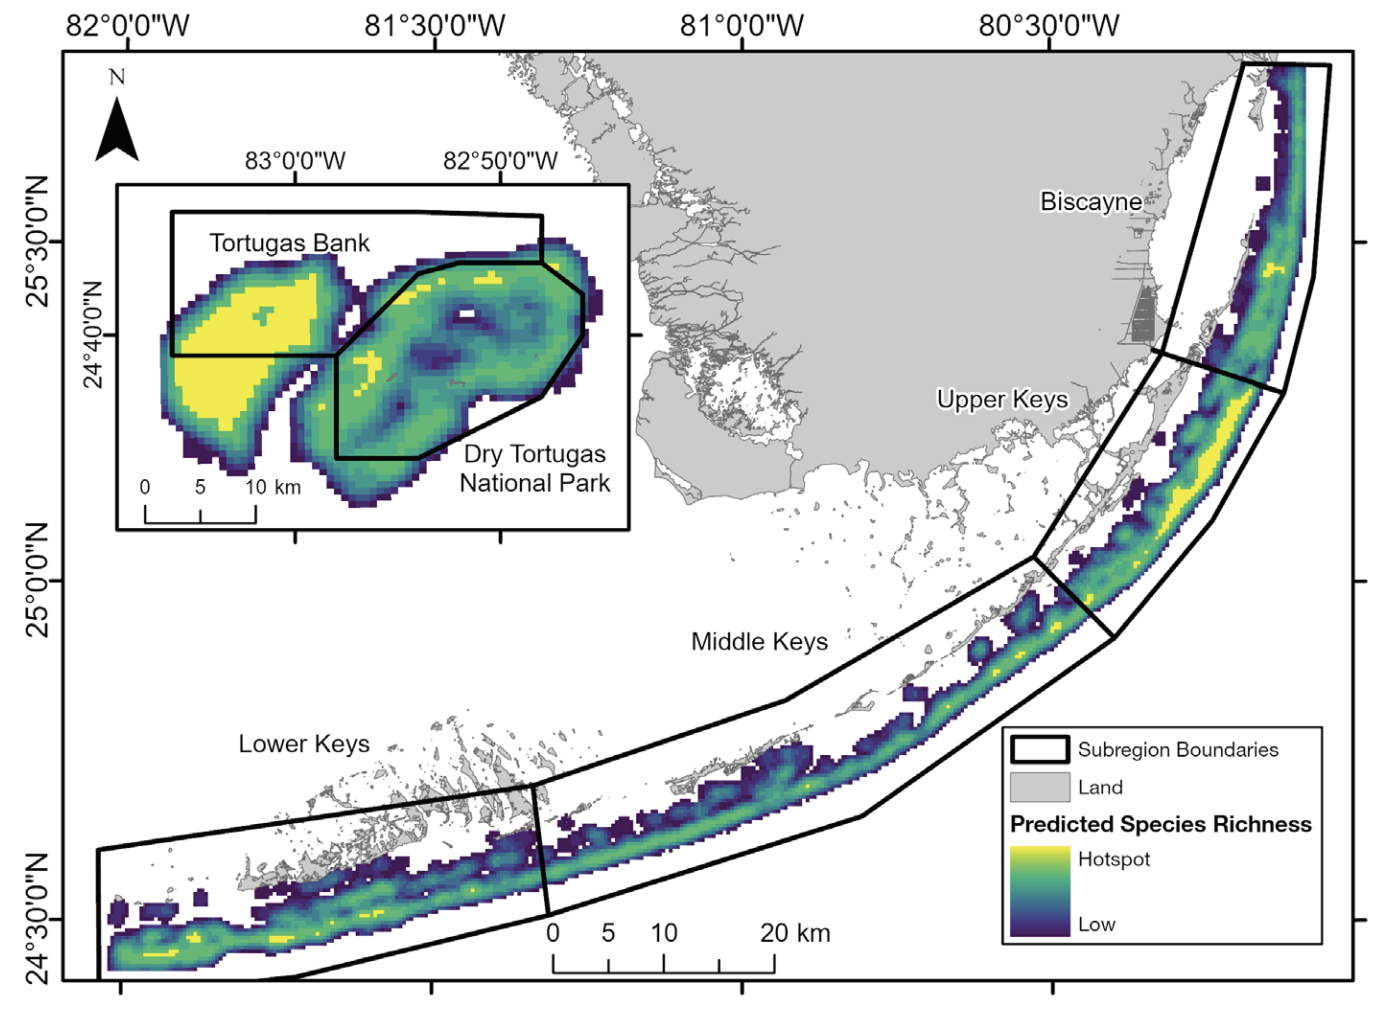 82°0'0"W 81°30'0"W 81°0'0"W 80°30'0"W
N
83°0'0"W 82°50'0"W
25°30'0"N
Biscayne
Tortugas Bank
24°40'0"N
Upper Keys
Dry Tortugas
National Park
0 5 10 km
25°0'0"N
Middle Keys
Lower Keys
Subregion Boundaries
Land
Predicted Species Richness
Hotspot
Low
24°30'0"N
0 5 10 20 km